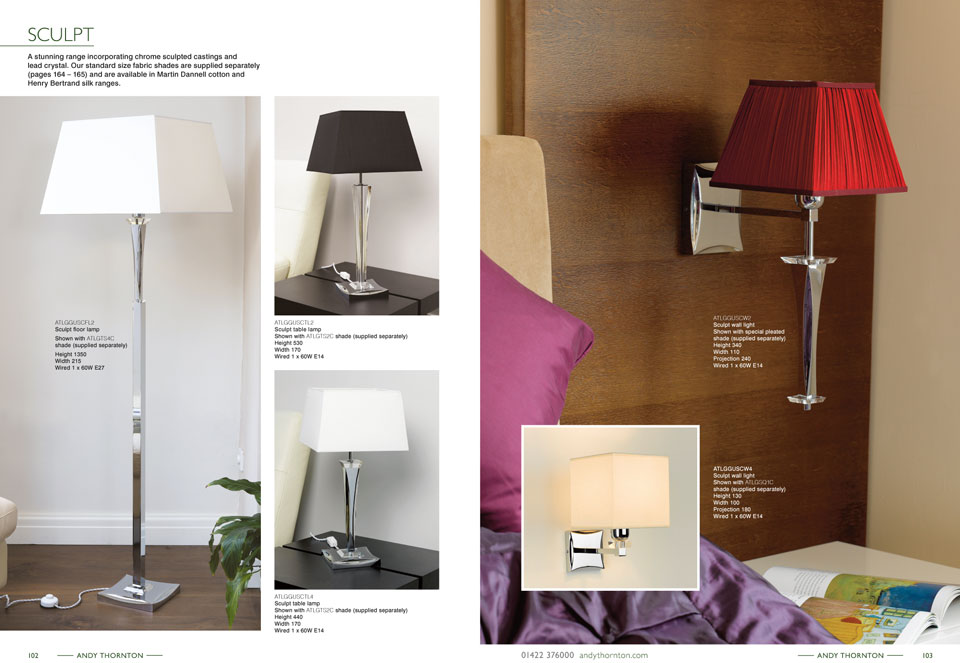 SCULPT
A stunning range incorporating chrome sculpted castings and
lead crystal. Our standard size fabric shades are supplied separately
(pages 164 – 165) and are available in Martin Dannell cotton and
Henry Bertrand silk ranges.
ATLGGUSCFL2
Sculpt floor lamp
Shown with ATLGTS4C
shade (supplied separately)
Height 1350
Width 215
Wired 1 x 60W E27
ATLGGUSCTL2
Sculpt table lamp
Shown with ATLGTS2C shade (supplied separately)
Height 530
Width 170
Wired 1 x 60W E14
ATLGGUSCTL4
Sculpt table lamp
Shown with ATLGTS2C shade (supplied separately)
Height 440
Width 170
Wired 1 x 60W E14
102 ANDY THORNTON
ATLGGUSCW2
Sculpt wall light
Shown with special pleated
shade (supplied separately)
Height 340
Width 110
Projection 240
Wired 1 x 60W E14
ATLGGUSCW4
Sculpt wall light
Shown with ATLGSQ1C
shade (supplied separately)
Height 130
Width 100
Projection 180
Wired 1 x 60W E14
01422 376000 andythornton.com
ANDY THORNTON 103